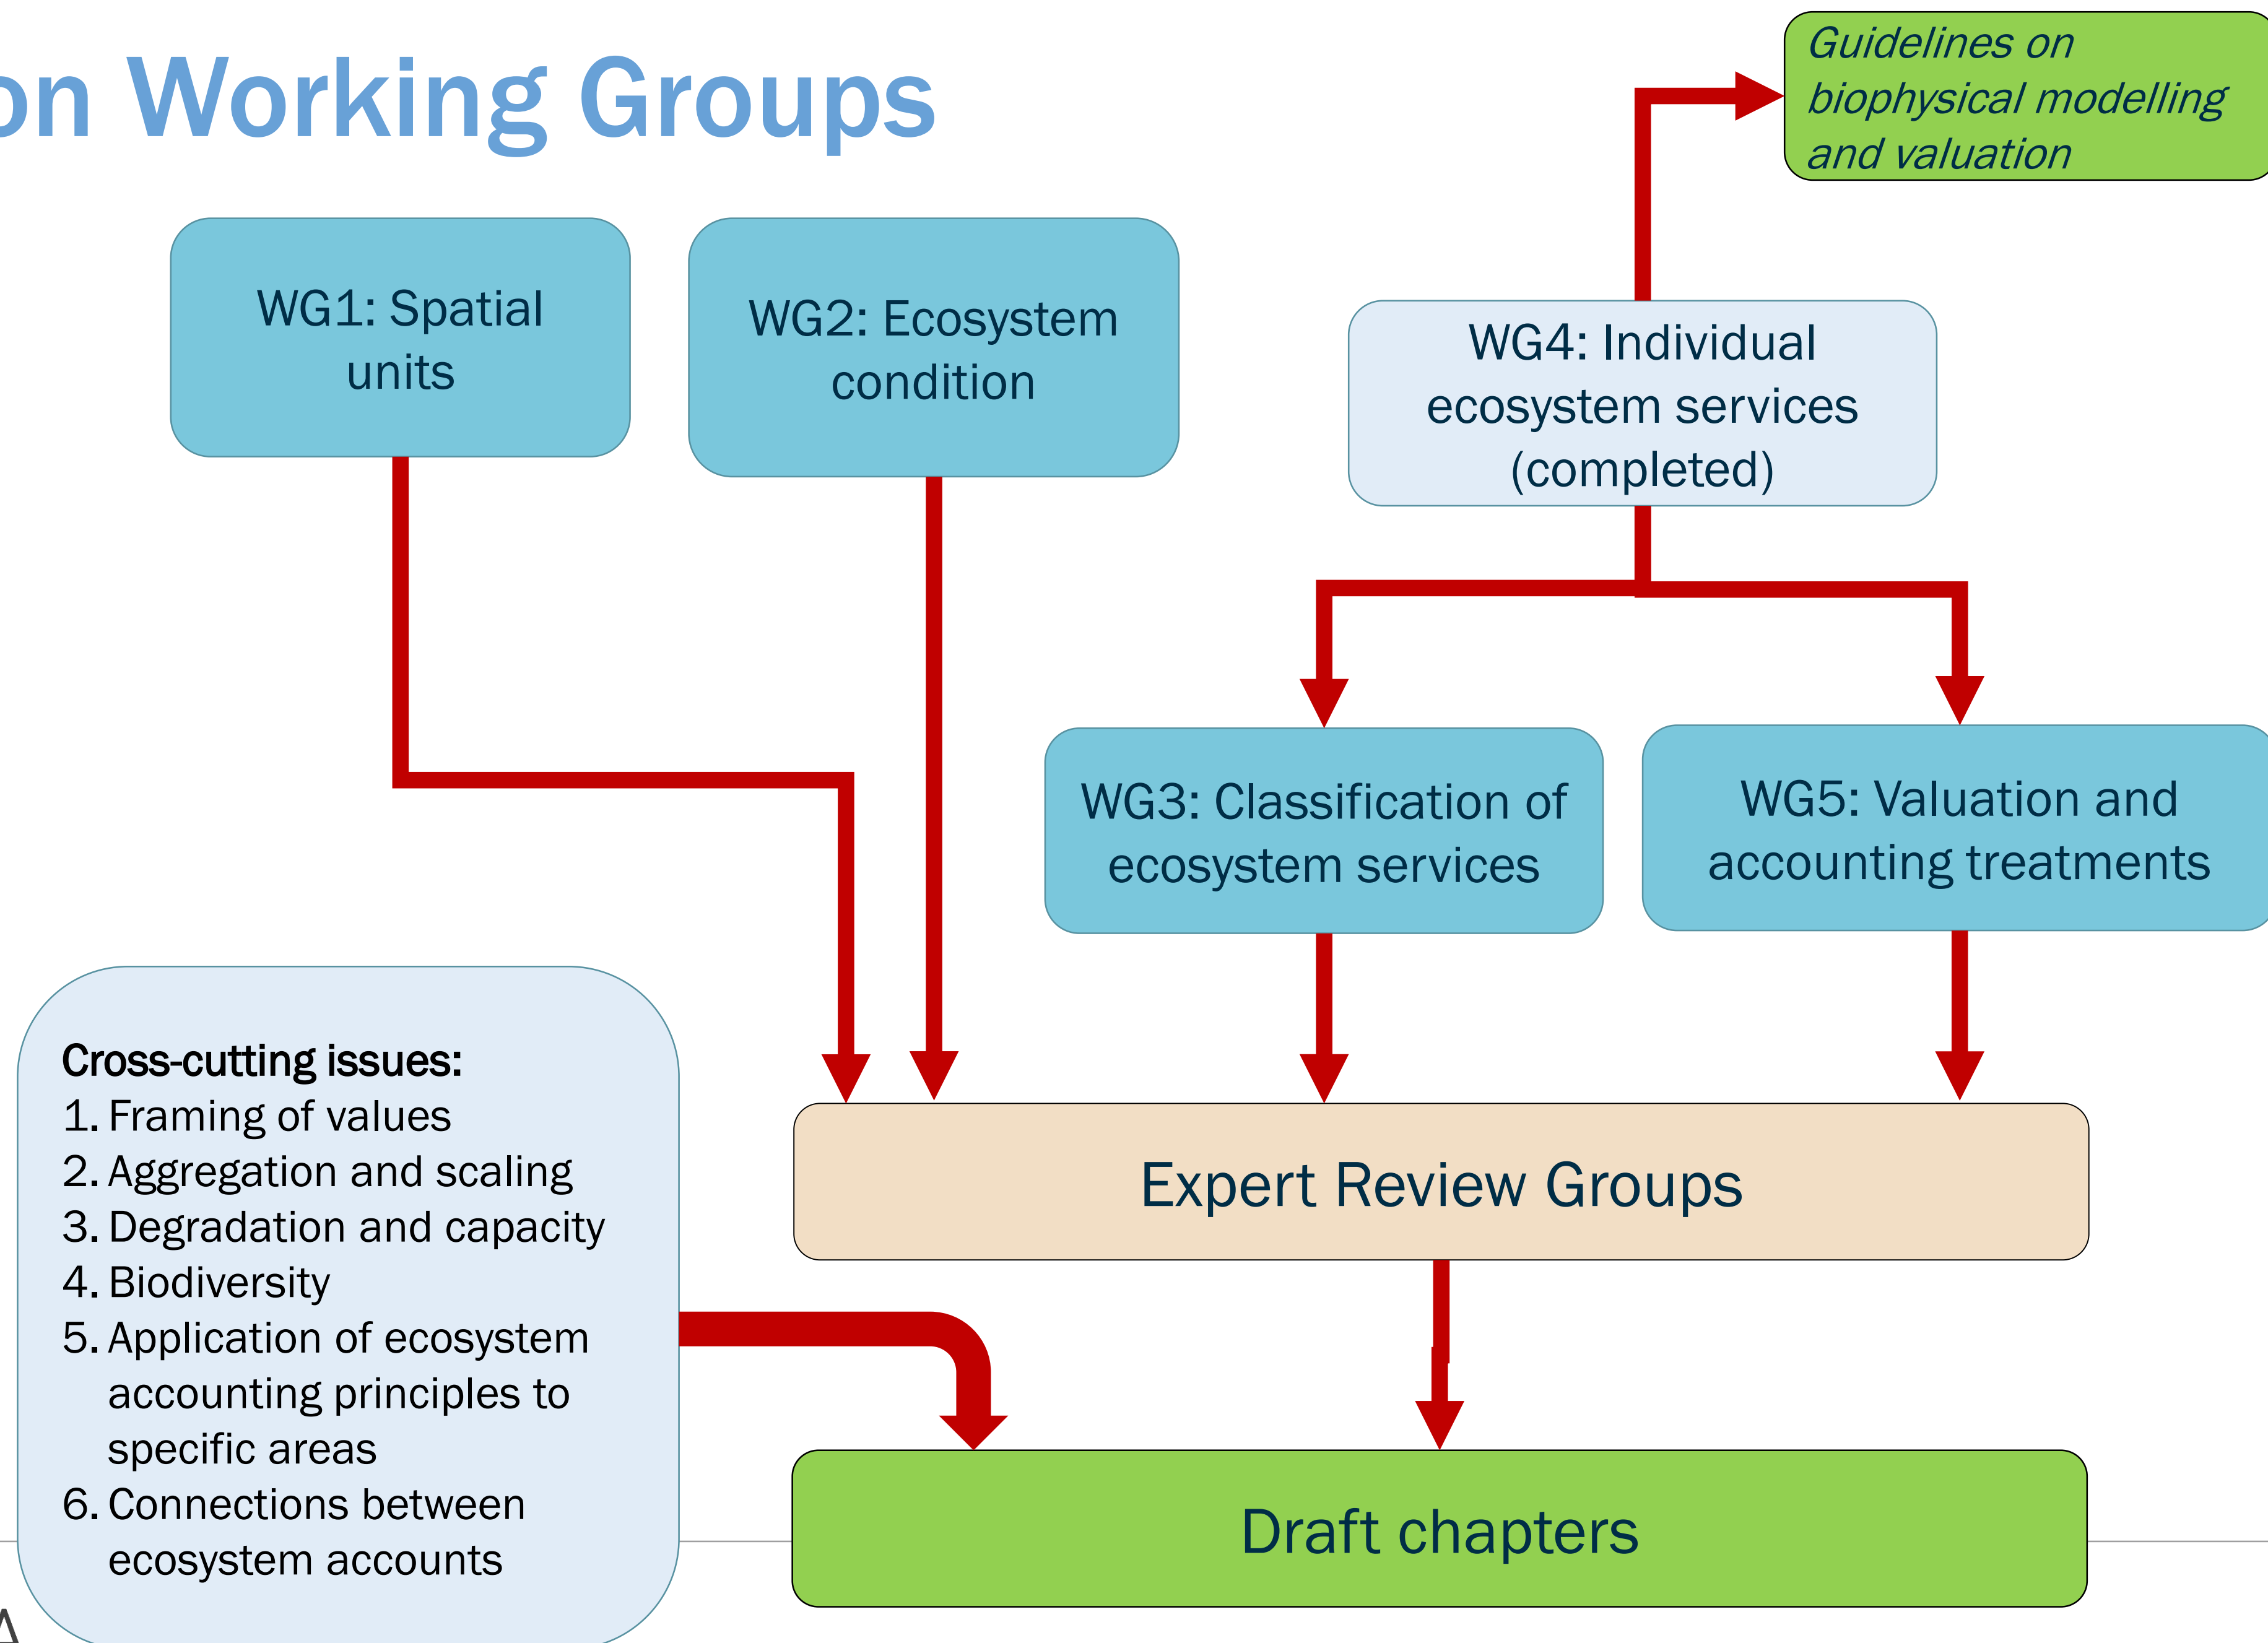 on Working Groups
Guidelines on
biophysical modelling
and valuation
WG1: Spatial
units
WG2: Ecosystem
condition
WG4: Individual
ecosystem services
(completed)
WG3: Classification of
ecosystem services
WG5: Valuation and
accounting treatments
Cross-cutting issues:
1. Framing of values
2. Aggregation and scaling
3. Degradation and capacity
4. Biodiversity
5. Application of ecosystem
accounting principles to
specific areas
6. Connections between
ecosystem accounts
Expert Review Groups
Draft chapters
A